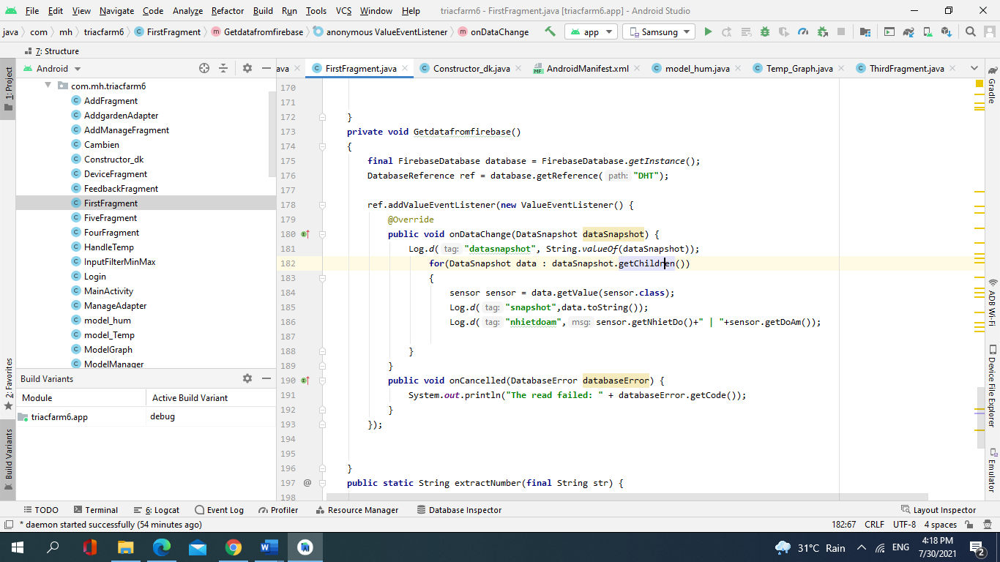 File Edit View Navigate Code Analyze Refactor Build Run Tools VCS Window Help triacfarm6 - FirstFragment.java [triacfarm6.app] - Android Studio
java com mh triacfarm6 FirstFragment Getdatafromfirebase anonymous ValueEventListener onDataChange app Samsung
7: Structure
1: Project
Android
ava FirstFragment.java Constructor_dk.java AndroidManifest.xml model_hum.java Temp_Graph.java ThirdFragment.java
com.mh.triacfarm6
AddFragment
AddgardenAdapter
AddManageFragment
Cambien
Constructor_dk
DeviceFragment
FeedbackFragment
FirstFragment
FiveFragment
FourFragment
HandleTemp
InputFilterMinMax
Login
MainActivity
ManageAdapter
model_hum
model_Temp
ModelGraph
ModelManager
2: Favorites
Build Variants
Build Variants
Module Active Build Variant
triacfarm6.app debug
170
171
172 }
173 private void Getdatafromfirebase()
174 {
175 final FirebaseDatabase database = FirebaseDatabase.getInstance();
176 DatabaseReference ref = database.getReference( path: "DHT");
177
178 ref.addValueEventListener(new ValueEventListener() {
179 @Override
180 public void onDataChange(DataSnapshot dataSnapshot) {
181 Log.d( tag: "datasnapshot", String.valueOf(dataSnapshot));
182 for(DataSnapshot data : dataSnapshot.getChildren())
183 {
184 sensor sensor = data.getValue(sensor.class);
185 Log.d( tag: "snapshot",data.toString());
186 Log.d( tag: "nhietdoam", msg: sensor.getNhietDo()+" | "+sensor.getDoAm());
187
188 }
189 }
190 public void onCancelled(DatabaseError databaseError) {
191 System.out.println("The read failed: " + databaseError.getCode());
192 }
193 });
194
195
196 }
197 @ public static String extractNumber(final String str) {
198
Gradle
ADB Wi-Fi
Device File Explorer
Emulator
TODO Terminal 6: Logcat Event Log Profiler Resource Manager Database Inspector Layout Inspector
* daemon started successfully (54 minutes ago) 182:67 CRLF UTF-8 4 spaces
31°C Rain ENG 4:18 PM
7/30/2021
2